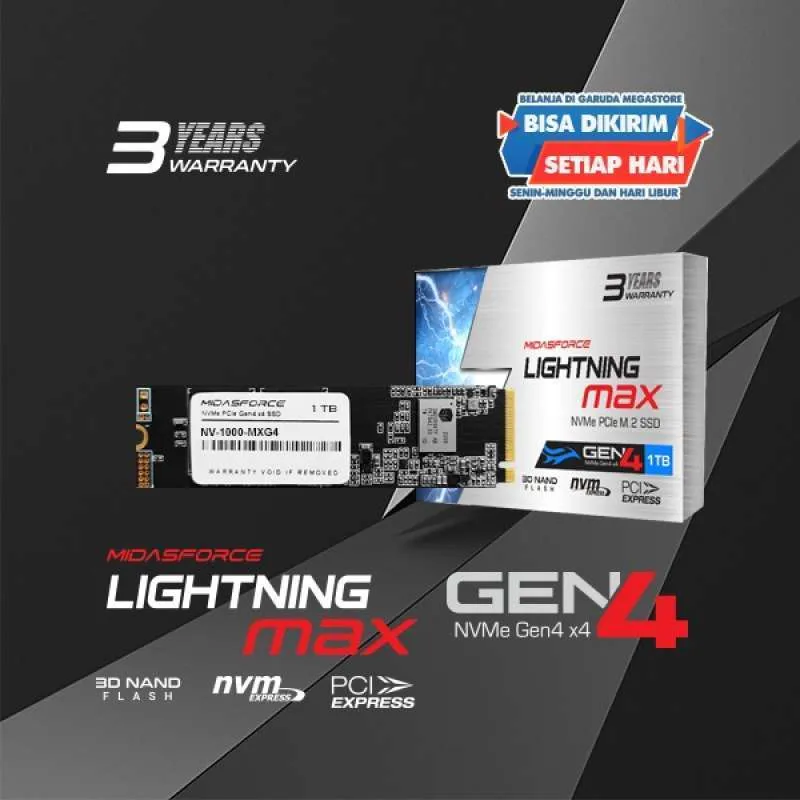 3 YEARS
WARRANTY
BELANJA DI GARUDA MEGASTORE
BISA DIKIRIM
SETIAP HARI
SENIN-MINGGU DAN HARI LIBUR
3 YEARS
WARRANTY
MIDASFORCE
LIGHTNING
max
NVMe PCIe M.2 SSD
GEN4
NVMe Gen4 x4
1TB
3D NAND
FLASH
nvm
EXPRESS
PCI
EXPRESS
MIDASFORCE
NVMe PCIe Gen4 x4 SSD
1 TB
NV-1000-MXG4
WARRANTY VOID IF REMOVED
MIDASFORCE
LIGHTNING
max
GEN4
NVMe Gen4 x4
3D NAND
FLASH
nvm
EXPRESS
PCI
EXPRESS